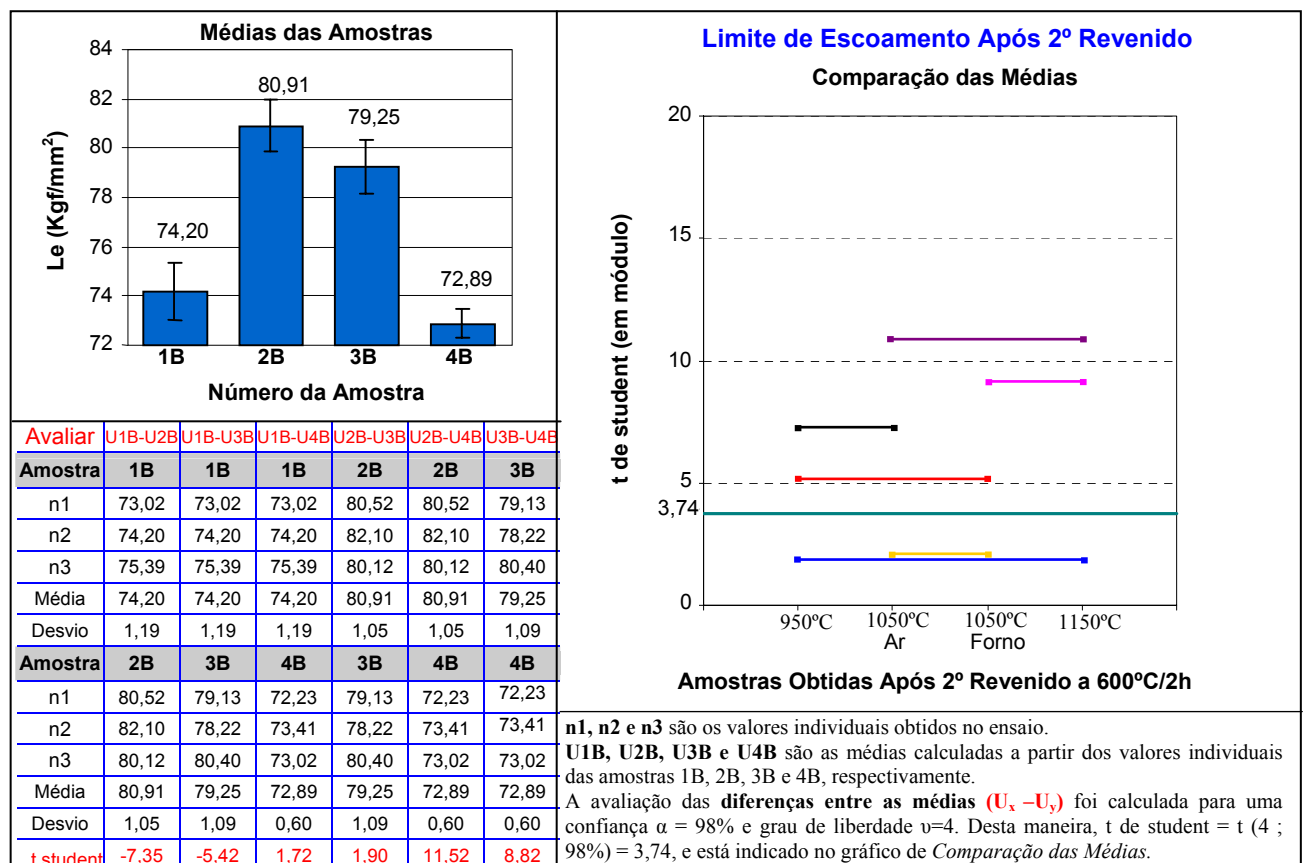 Médias das Amostras
84
82
80
78
76
74
72
Le (Kgf/mm²)
74,20
80,91
79,25
72,89
1B 2B 3B 4B
Número da Amostra
Limite de Escoamento Após 2º Revenido
Comparação das Médias
20
15
10
5
3,74
0
t de student (em módulo)
950ºC 1050ºC 1050ºC 1150ºC
Ar Forno
Amostras Obtidas Após 2º Revenido a 600ºC/2h
Avaliar U1B-U2B U1B-U3B U1B-U4B U2B-U3B U2B-U4B U3B-U4B
Amostra 1B 1B 1B 2B 2B 3B
n1 73,02 73,02 73,02 80,52 80,52 79,13
n2 74,20 74,20 74,20 82,10 82,10 78,22
n3 75,39 75,39 75,39 80,12 80,12 80,40
Média 74,20 74,20 74,20 80,91 80,91 79,25
Desvio 1,19 1,19 1,19 1,05 1,05 1,09
Amostra 2B 3B 4B 3B 4B 4B
n1 80,52 79,13 72,23 79,13 72,23 72,23
n2 82,10 78,22 73,41 78,22 73,41 73,41
n3 80,12 80,40 73,02 80,40 73,02 73,02
Média 80,91 79,25 72,89 79,25 72,89 72,89
Desvio 1,05 1,09 0,60 1,09 0,60 0,60
t student -7,35 -5,42 1,72 1,90 11,52 8,82
n1, n2 e n3 são os valores individuais obtidos no ensaio.
U1B, U2B, U3B e U4B são as médias calculadas a partir dos valores individuais
das amostras 1B, 2B, 3B e 4B, respectivamente.
A avaliação das diferenças entre as médias (Uₓ –Uᵧ) foi calculada para uma
confiança α = 98% e grau de liberdade υ=4. Desta maneira, t de student = t (4 ;
98%) = 3,74, e está indicado no gráfico de Comparação das Médias.